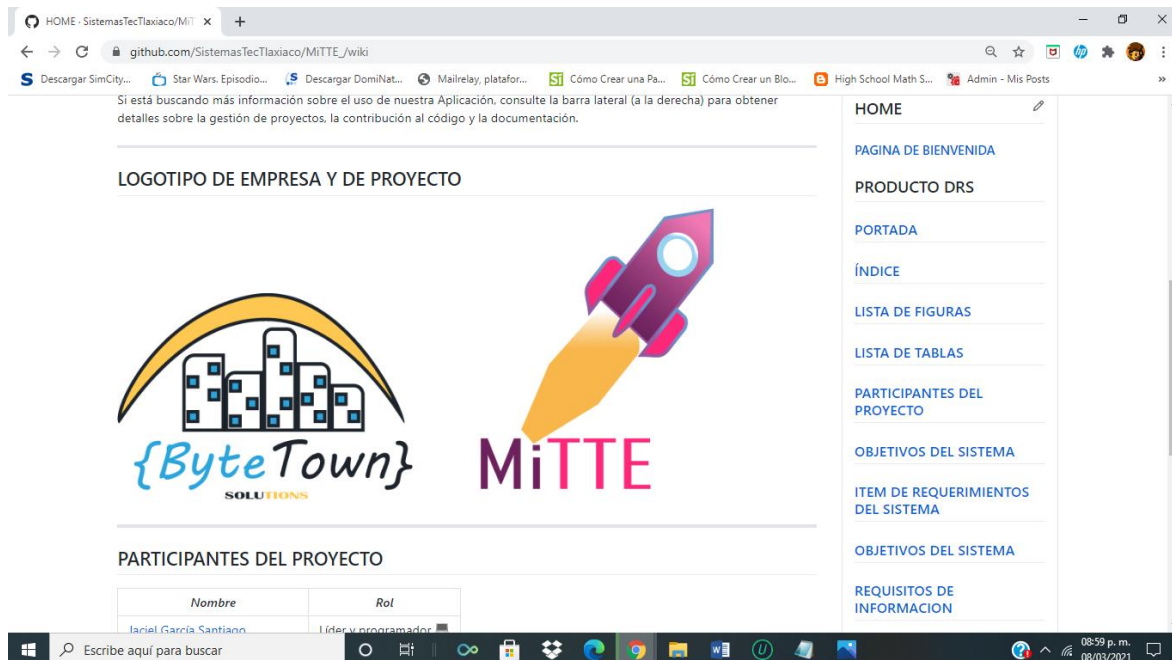 HOME · SistemasTecTlaxiaco/MiT
github.com/SistemasTecTlaxiaco/MiTTE_/wiki
Descargar SimCity...
Star Wars. Episodio...
Descargar DomiNat...
Mailrelay, platafor...
Cómo Crear una Pa...
Cómo Crear un Blo...
High School Math S...
Admin - Mis Posts
»
Si está buscando más información sobre el uso de nuestra Aplicación, consulte la barra lateral (a la derecha) para obtener
detalles sobre la gestión de proyectos, la contribución al código y la documentación.
LOGOTIPO DE EMPRESA Y DE PROYECTO
{ByteTown}
SOLUTIONS
MiTTE
PARTICIPANTES DEL PROYECTO
Nombre Rol
Jaciel García Santiago Líder y programador
HOME
PAGINA DE BIENVENIDA
PRODUCTO DRS
PORTADA
ÍNDICE
LISTA DE FIGURAS
LISTA DE TABLAS
PARTICIPANTES DEL
PROYECTO
OBJETIVOS DEL SISTEMA
ITEM DE REQUERIMIENTOS
DEL SISTEMA
OBJETIVOS DEL SISTEMA
REQUISITOS DE
INFORMACION
Escribe aquí para buscar
08:59 p. m.
08/03/2021